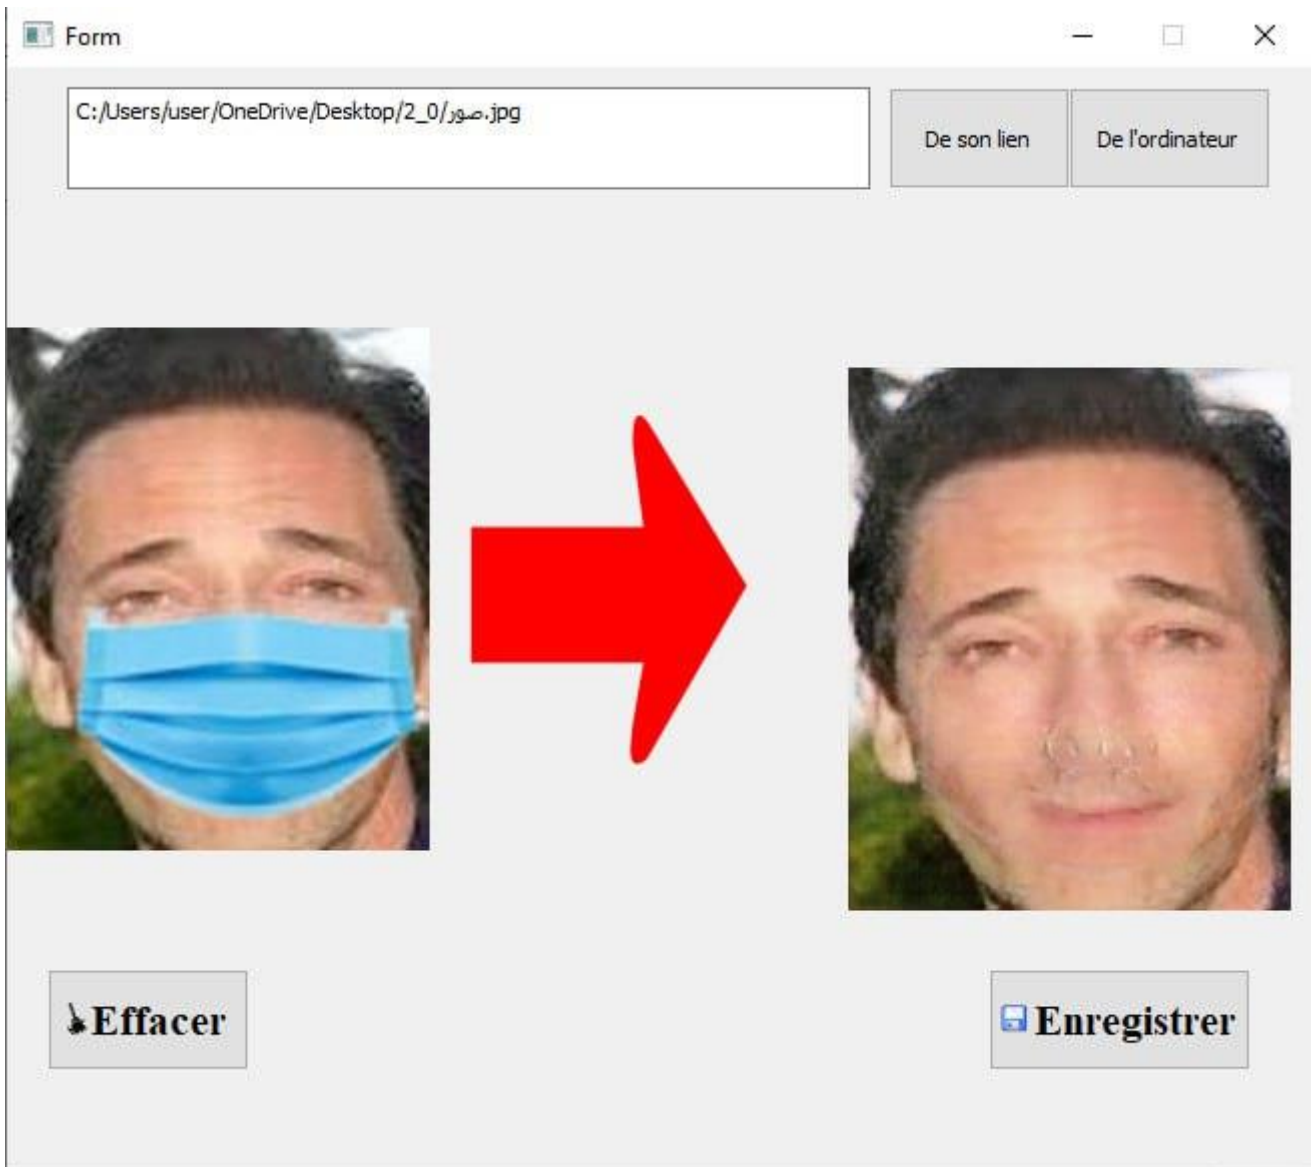 Form
C:/Users/user/OneDrive/Desktop/2_0/صور.jpg
De son lien
De l'ordinateur
Effacer
Enregistrer